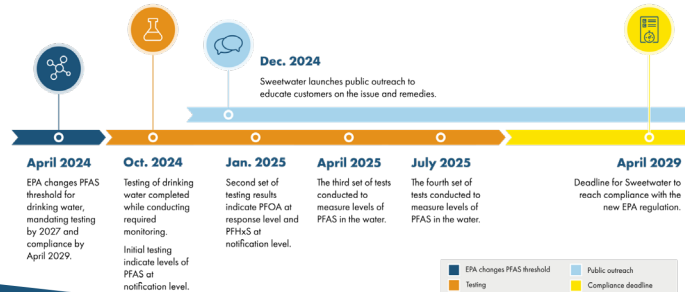 Dec. 2024
Sweetwater launches public outreach to
educate customers on the issue and remedies.
April 2024
EPA changes PFAS
threshold for
drinking water,
mandating testing
by 2027 and
compliance by
April 2029.
Oct. 2024
Testing of drinking
water completed
while conducting
required
monitoring.
Initial testing
indicate levels of
PFAS at
notification level.
Jan. 2025
Second set of
testing results
indicate PFOA at
response level and
PFHxS at
notification level.
April 2025
The third set of tests
conducted to
measure levels of
PFAS in the water.
July 2025
The fourth set of
tests conducted to
measure levels of
PFAS in the water.
April 2029
Deadline for Sweetwater to
reach compliance with the
new EPA regulation.
EPA changes PFAS threshold
Public outreach
Testing
Compliance deadline